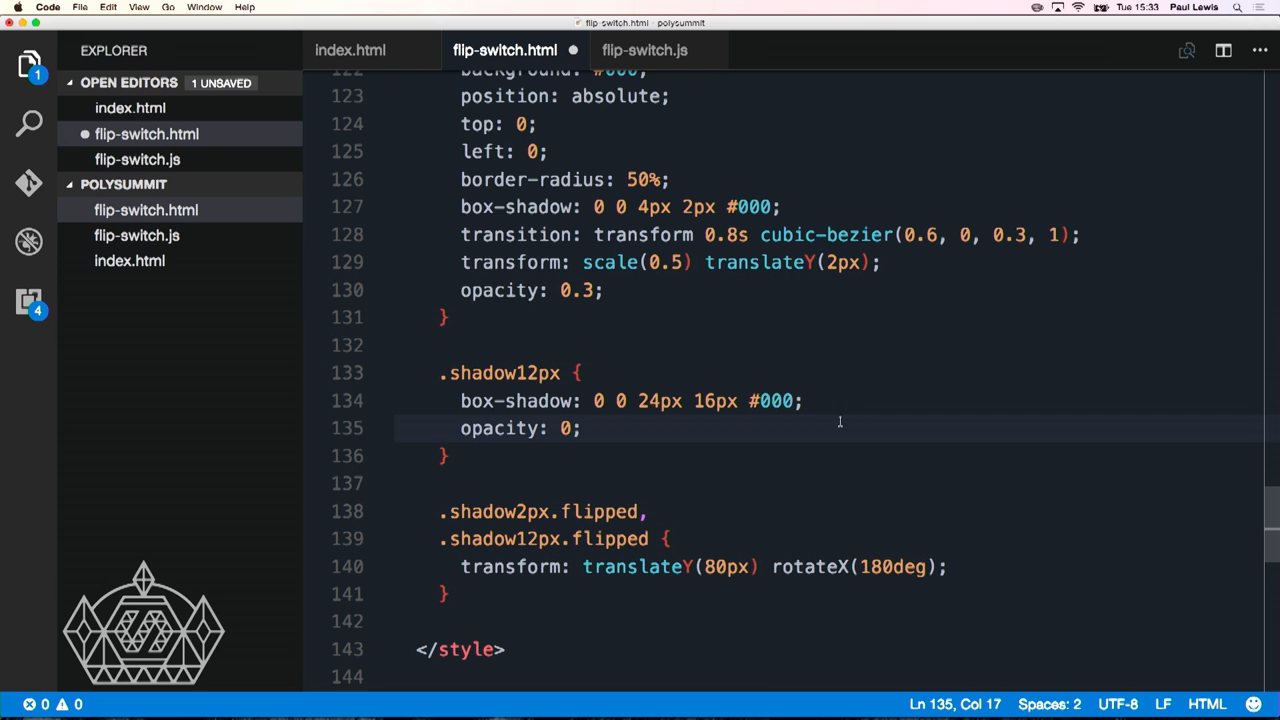 Code File Edit View Go Window Help Tue 15:33 Paul Lewis
flip-switch.html - polysummit
EXPLORER
OPEN EDITORS 1 UNSAVED
index.html
flip-switch.html
flip-switch.js
POLYSUMMIT
flip-switch.html
flip-switch.js
index.html
1
4
index.html flip-switch.html flip-switch.js
122 background: #000;
123 position: absolute;
124 top: 0;
125 left: 0;
126 border-radius: 50%;
127 box-shadow: 0 0 4px 2px #000;
128 transition: transform 0.8s cubic-bezier(0.6, 0, 0.3, 1);
129 transform: scale(0.5) translateY(2px);
130 opacity: 0.3;
131 }
132
133 .shadow12px {
134 box-shadow: 0 0 24px 16px #000;
135 opacity: 0;
136 }
137
138 .shadow2px.flipped,
139 .shadow12px.flipped {
140 transform: translateY(80px) rotateX(180deg);
141 }
142
143 </style>
144
0 0 Ln 135, Col 17 Spaces: 2 UTF-8 LF HTML